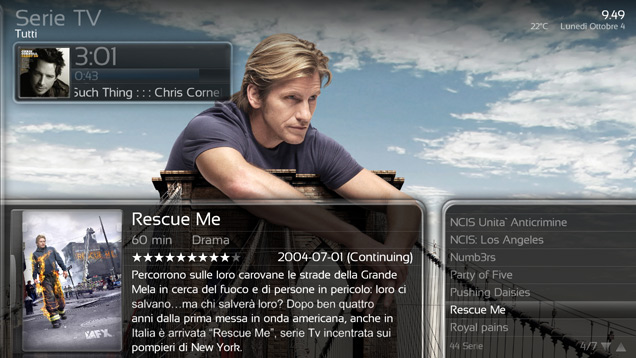 Serie TV
Tutti
9.49
22°C Lunedì Ottobre 4
3:01
0:43
Such Thing : : : Chris Corne
Rescue Me
60 min Drama
2004-07-01 (Continuing)
Percorrono sulle loro carovane le strade della Grande
Mela in cerca del fuoco e di persone in pericolo: loro ci
salvano...ma chi salverà loro? Dopo ben quattro
anni dalla prima messa in onda americana, anche in
Italia è arrivata "Rescue Me", serie Tv incentrata sui
pompieri di New York.
NCIS Unita` Anticrimine
NCIS: Los Angeles
Numb3rs
Party of Five
Pushing Daisies
Rescue Me
Royal pains
44 Serie 4/7